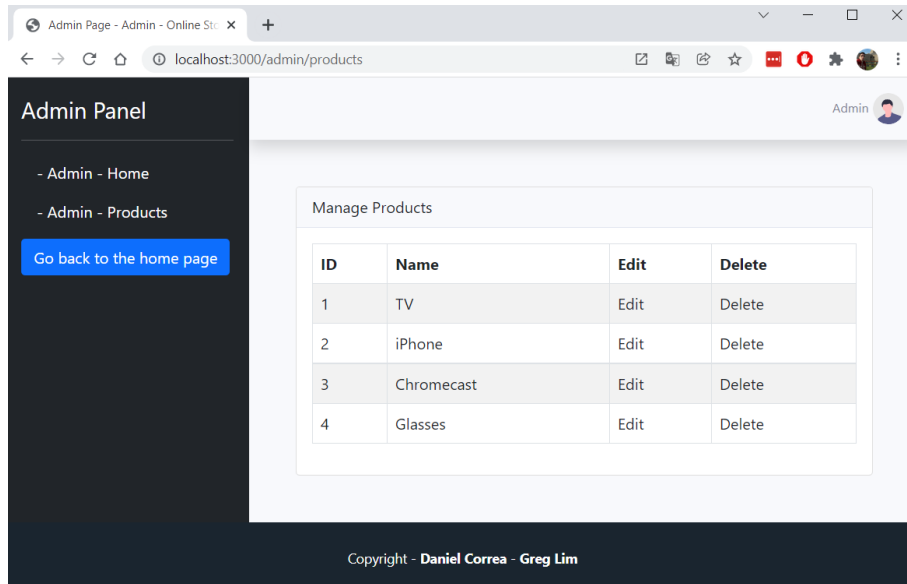 Admin Page - Admin - Online Sto
localhost:3000/admin/products
Admin Panel
Admin
- Admin - Home
- Admin - Products
Go back to the home page
Manage Products
ID Name Edit Delete
1 TV Edit Delete
2 iPhone Edit Delete
3 Chromecast Edit Delete
4 Glasses Edit Delete
Copyright - Daniel Correa - Greg Lim